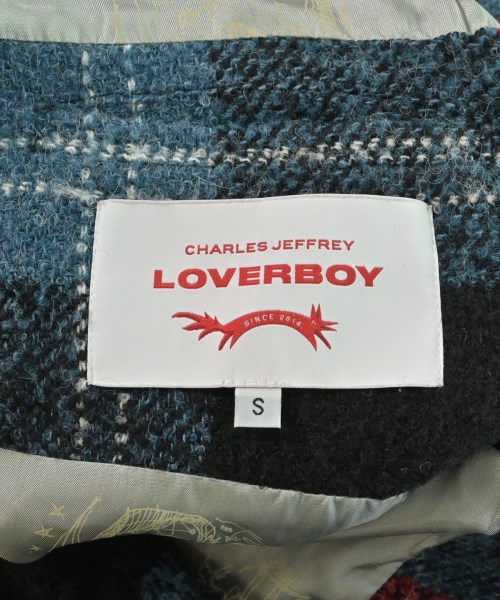 CHARLES JEFFREY
LOVERBOY
SINCE 2014.
S